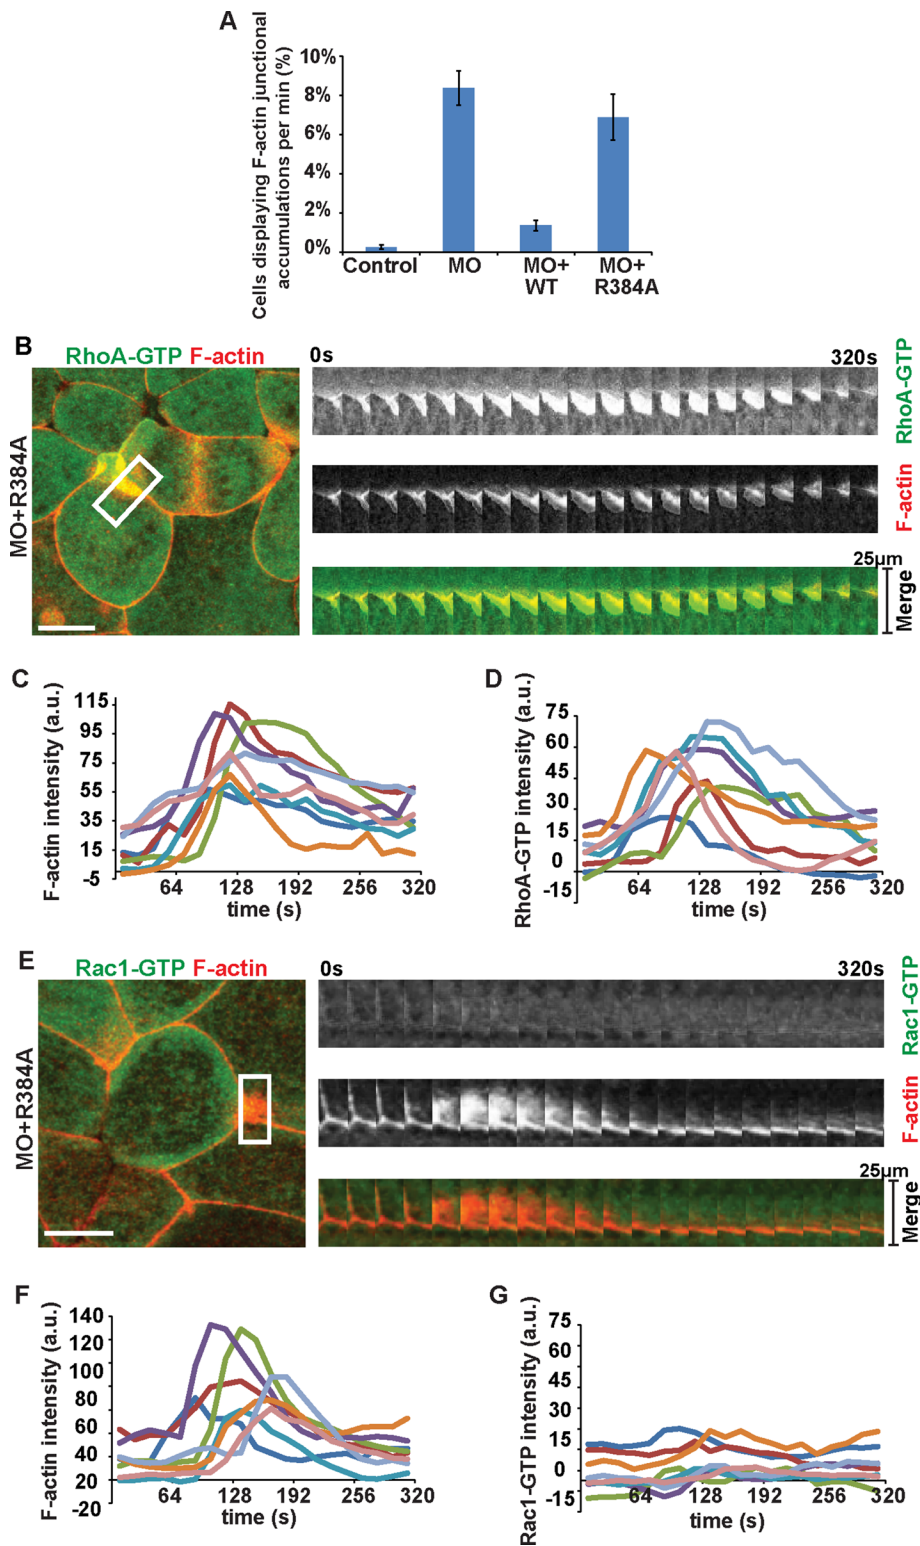 A
Cells displaying F-actin junctional
accumulations per min (%)
10%
8%
6%
4%
2%
0%
Control
MO
MO+
WT
MO+
R384A
B
RhoA-GTP F-actin
MO+R384A
0s
320s
RhoA-GTP
F-actin
25µm
Merge
C
F-actin intensity (a.u.)
115
95
75
55
35
15
-5
64
128
192
256
320
time (s)
D
RhoA-GTP intensity (a.u.)
75
60
45
30
15
0
-15
64
128
192
256
320
time (s)
E
Rac1-GTP F-actin
MO+R384A
0s
320s
Rac1-GTP
F-actin
25µm
Merge
F
F-actin intensity (a.u.)
140
120
100
80
60
40
20
-20
64
128
192
256
320
time (s)
G
Rac1-GTP intensity (a.u.)
75
60
45
30
15
0
-15
64
128
192
256
320
time (s)